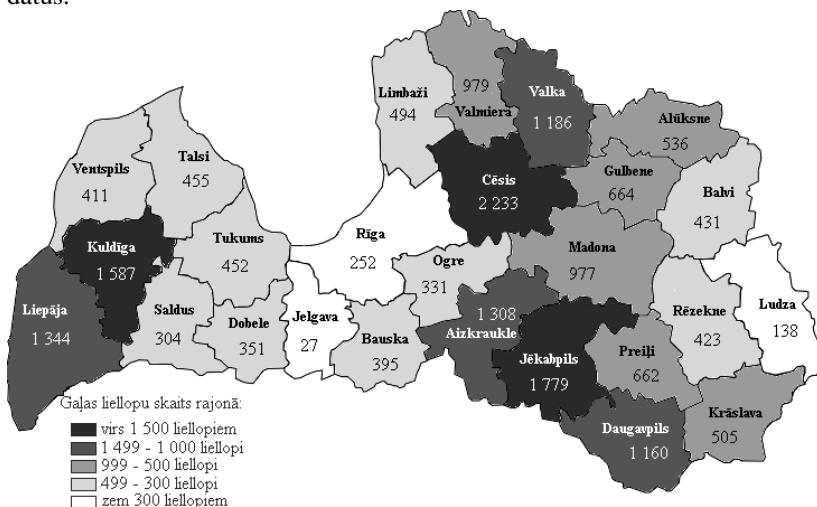 datus.
Limbaži
494
979
Valmiera
Valka
1 186
Alūksne
536
Ventspils
411
Talsi
455
Cēsis
2 233
Gulbene
664
Balvi
431
Kuldīga
1 587
Tukums
452
Rīga
252
Ogre
331
Madona
977
Liepāja
1 344
Saldus
304
Dobele
351
Jelgava
27
Bauska
395
1 308
Aizkraukle
Jēkabpils
1 779
Rēzekne
423
Ludza
138
Preiļi
662
Krāslava
505
Daugavpils
1 160
Gaļas liellopu skaits rajonā:
virs 1 500 liellopiem
1 499 - 1 000 liellopi
999 - 500 liellopi
499 - 300 liellopi
zem 300 liellopiem